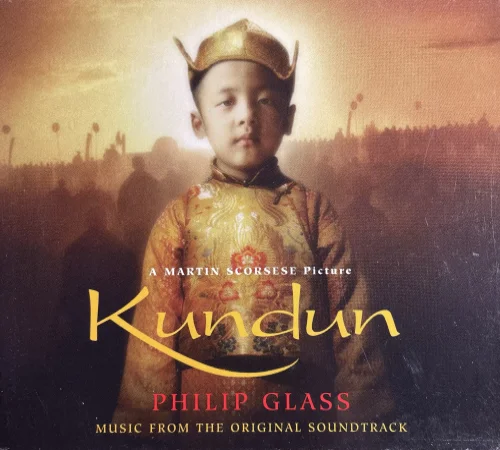 A MARTIN SCORSESE Picture
Kundun
PHILIP GLASS
MUSIC FROM THE ORIGINAL SOUNDTRACK